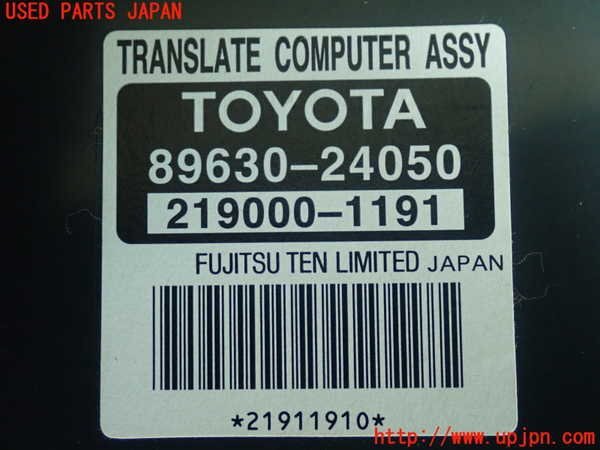 USED PARTS JAPAN
TRANSLATE COMPUTER ASSY
TOYOTA
89630-24050
219000-1191
FUJITSU TEN LIMITED JAPAN
*21911910*
http://www.upjpn.com/